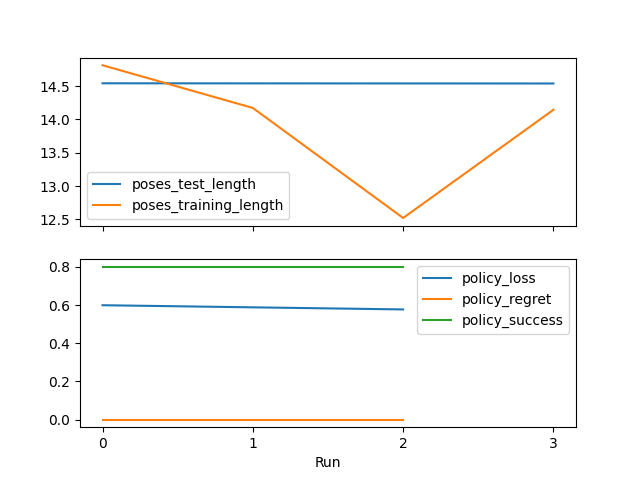 14.5
14.0
13.5
13.0
12.5
poses_test_length
poses_training_length
0.8
0.6
0.4
0.2
0.0
policy_loss
policy_regret
policy_success
0 1 2 3
Run